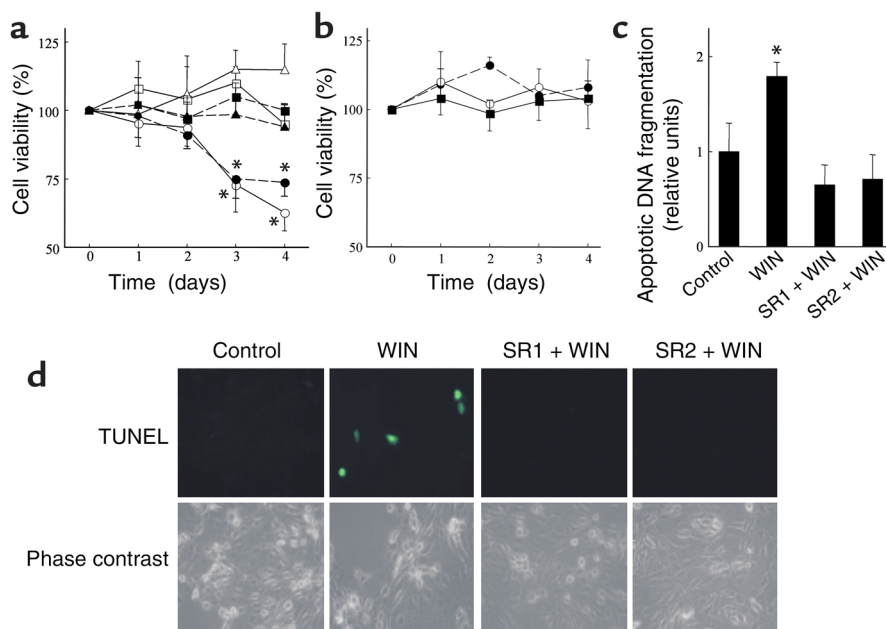 a
Cell viability (%)
125
100
75
50
0 1 2 3 4
Time (days)
* * * *
b
Cell viability (%)
125
100
75
50
0 1 2 3 4
Time (days)
c
Apoptotic DNA fragmentation
(relative units)
2
1
0
*
Control
WIN
SR1 + WIN
SR2 + WIN
d
Control WIN SR1 + WIN SR2 + WIN
TUNEL
Phase contrast